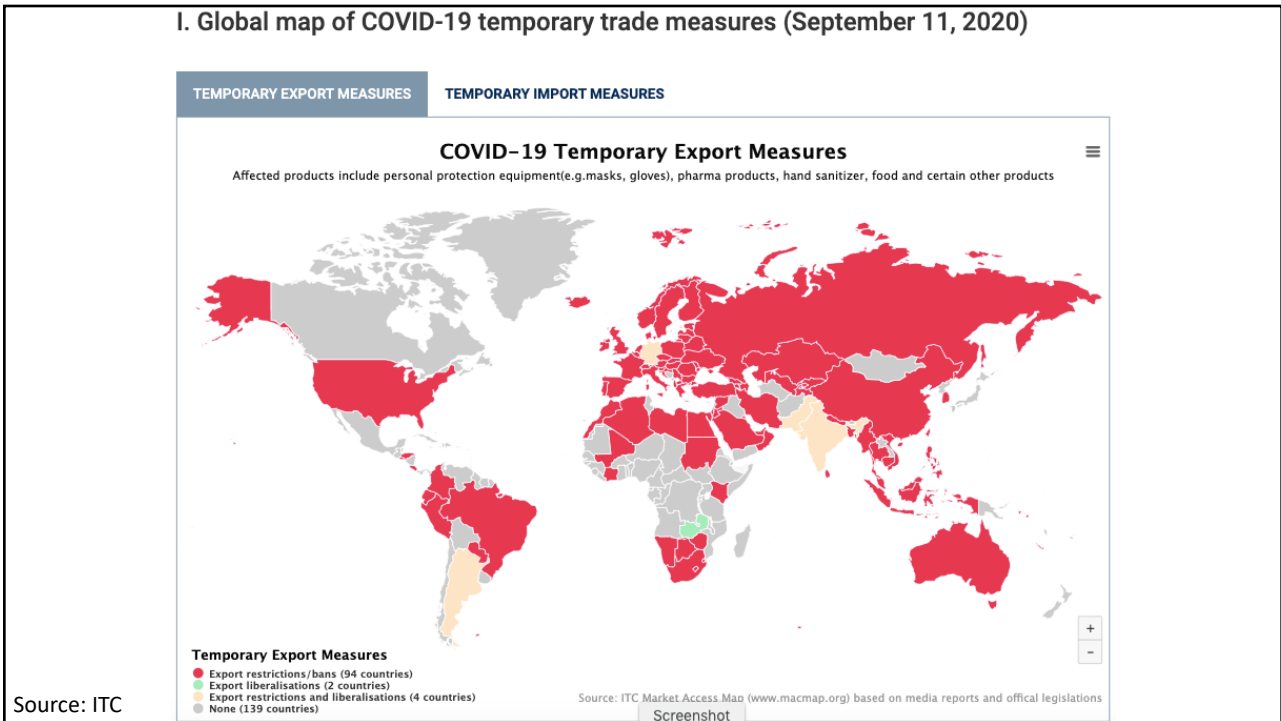 I. Global map of COVID-19 temporary trade measures (September 11, 2020)
TEMPORARY EXPORT MEASURES
TEMPORARY IMPORT MEASURES
COVID-19 Temporary Export Measures
Affected products include personal protection equipment(e.g.masks, gloves), pharma products, hand sanitizer, food and certain other products
+
-
Temporary Export Measures
Export restrictions/bans (94 countries)
Export liberalisations (2 countries)
Export restrictions and liberalisations (4 countries)
None (139 countries)
Source: ITC Market Access Map (www.macmap.org) based on media reports and offical legislations
Screenshot
Source: ITC